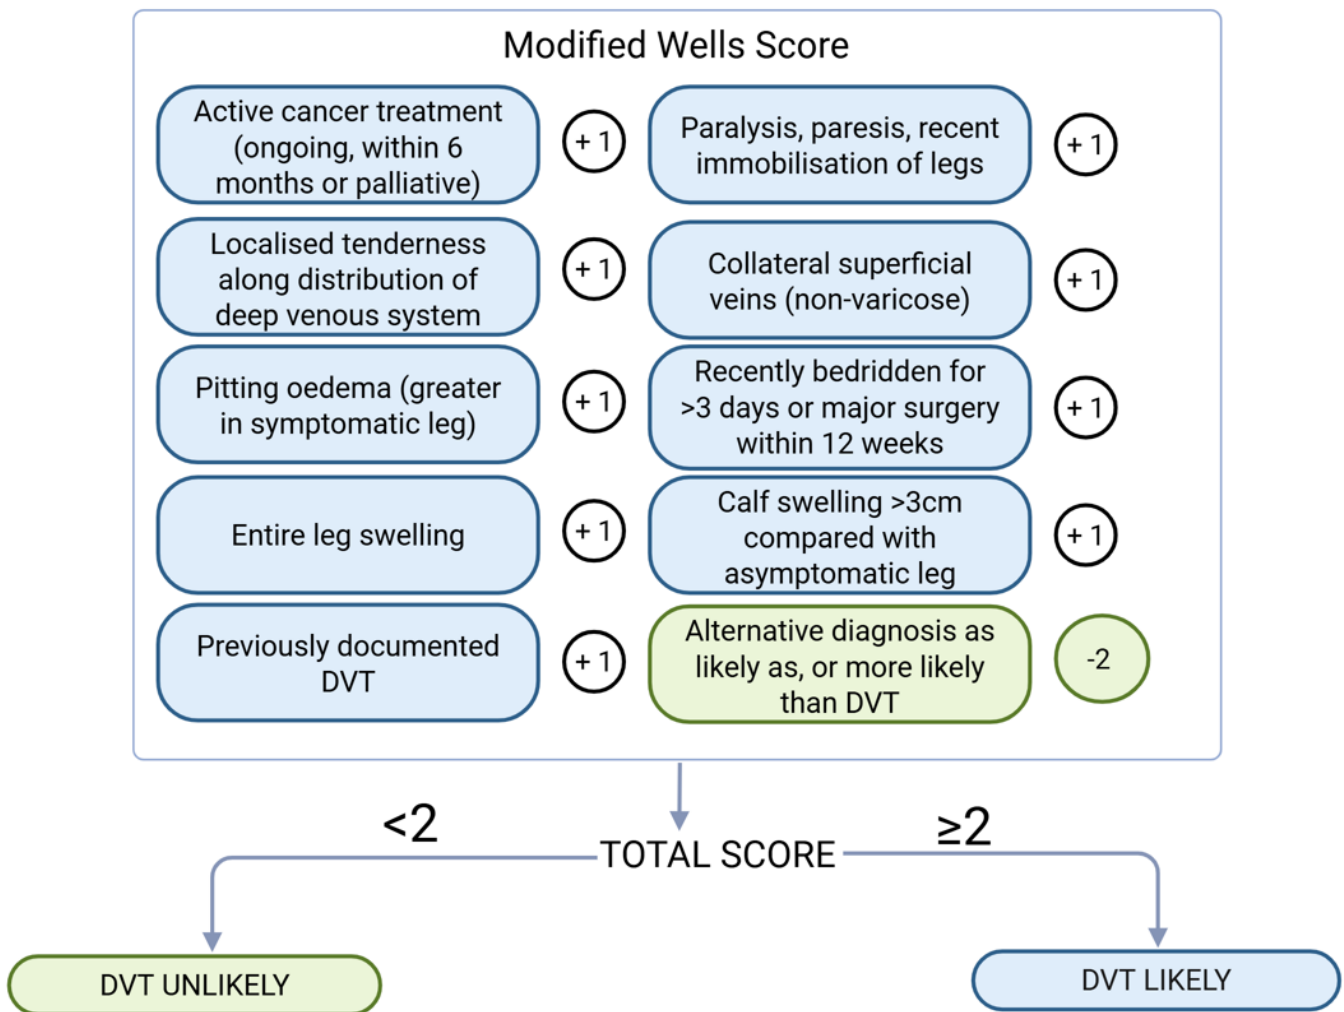 Modified Wells Score
Active cancer treatment
(ongoing, within 6
months or palliative)
+ 1
Paralysis, paresis, recent
immobilisation of legs
+ 1
Localised tenderness
along distribution of
deep venous system
+ 1
Collateral superficial
veins (non-varicose)
+ 1
Pitting oedema (greater
in symptomatic leg)
+ 1
Recently bedridden for
>3 days or major surgery
within 12 weeks
+ 1
Entire leg swelling
+ 1
Calf swelling >3cm
compared with
asymptomatic leg
+ 1
Previously documented
DVT
+ 1
Alternative diagnosis as
likely as, or more likely
than DVT
-2
<2
≥2
TOTAL SCORE
DVT UNLIKELY
DVT LIKELY